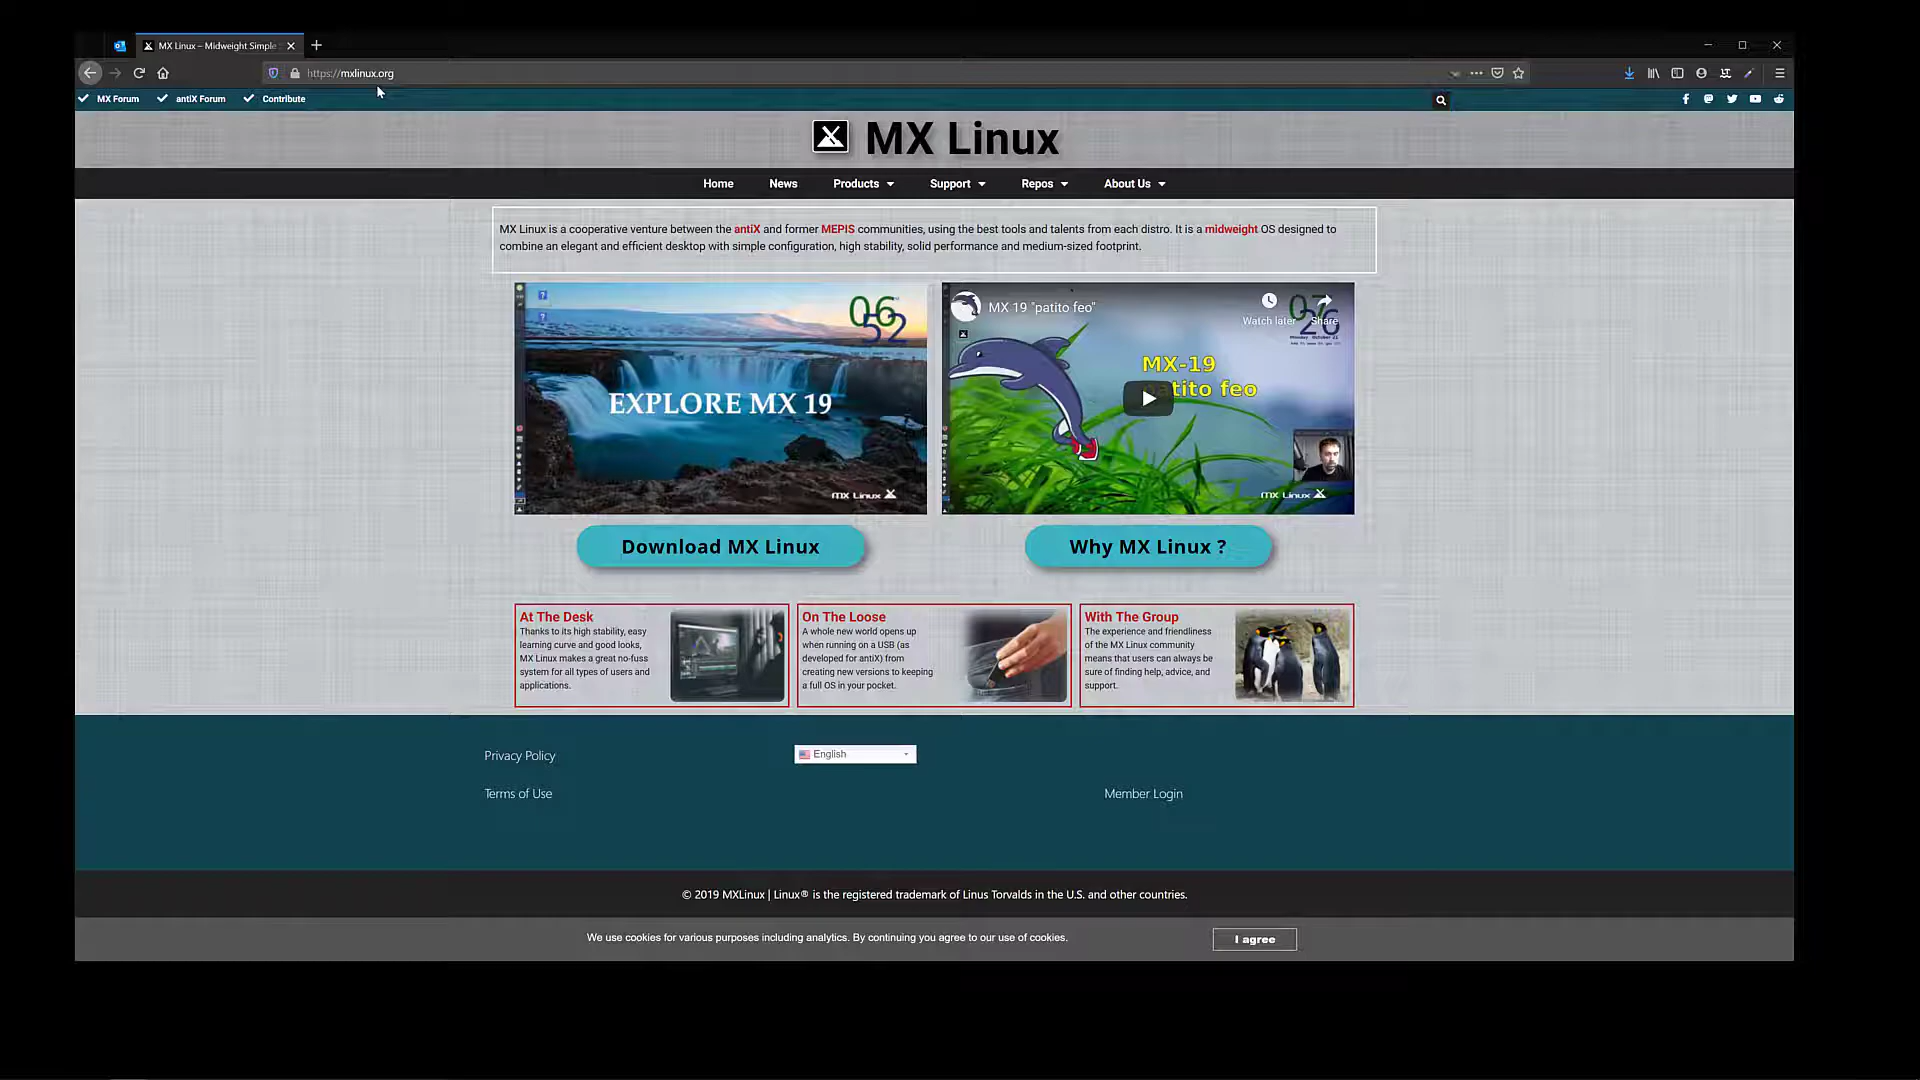 MX Linux – Midweight Simple
https://mxlinux.org
MX Forum
antiX Forum
Contribute
MX Linux
Home
News
Products
Support
Repos
About Us
MX Linux is a cooperative venture between the antiX and former MEPIS communities, using the best tools and talents from each distro. It is a midweight OS designed to
combine an elegant and efficient desktop with simple configuration, high stability, solid performance and medium-sized footprint.
06
52
EXPLORE MX 19
MX Linux
MX 19 "patito feo"
Watch later
Share
07
26
Monday October 21
MX-19
patito feo
MX Linux
Download MX Linux
Why MX Linux ?
At The Desk
Thanks to its high stability, easy
learning curve and good looks,
MX Linux makes a great no-fuss
system for all types of users and
applications.
On The Loose
A whole new world opens up
when running on a USB (as
developed for antiX) from
creating new versions to keeping
a full OS in your pocket.
With The Group
The experience and friendliness
of the MX Linux community
means that users can always be
sure of finding help, advice, and
support.
Privacy Policy
English
Terms of Use
Member Login
© 2019 MXLinux | Linux® is the registered trademark of Linus Torvalds in the U.S. and other countries.
We use cookies for various purposes including analytics. By continuing you agree to our use of cookies.
I agree